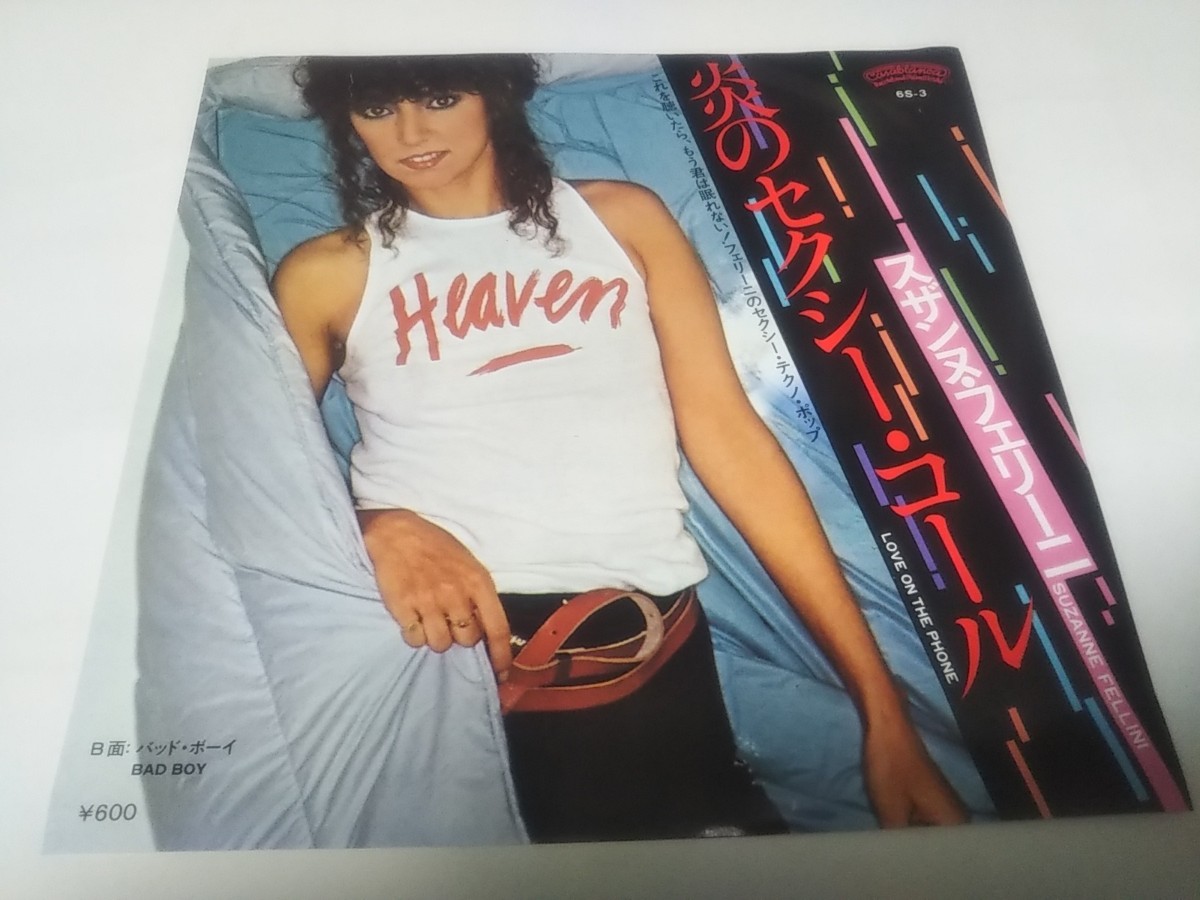 Casablanca
6S-3
炎のセクシー・コール
LOVE ON THE PHONE
スザンヌ・フェリーニ
SUZANNE FELLINI
これを聴いたら、もう君は眠れない!フェリーニのセクシー・テクノ・ポップ
Heaven
B面:バッド・ボーイ
BAD BOY
¥600